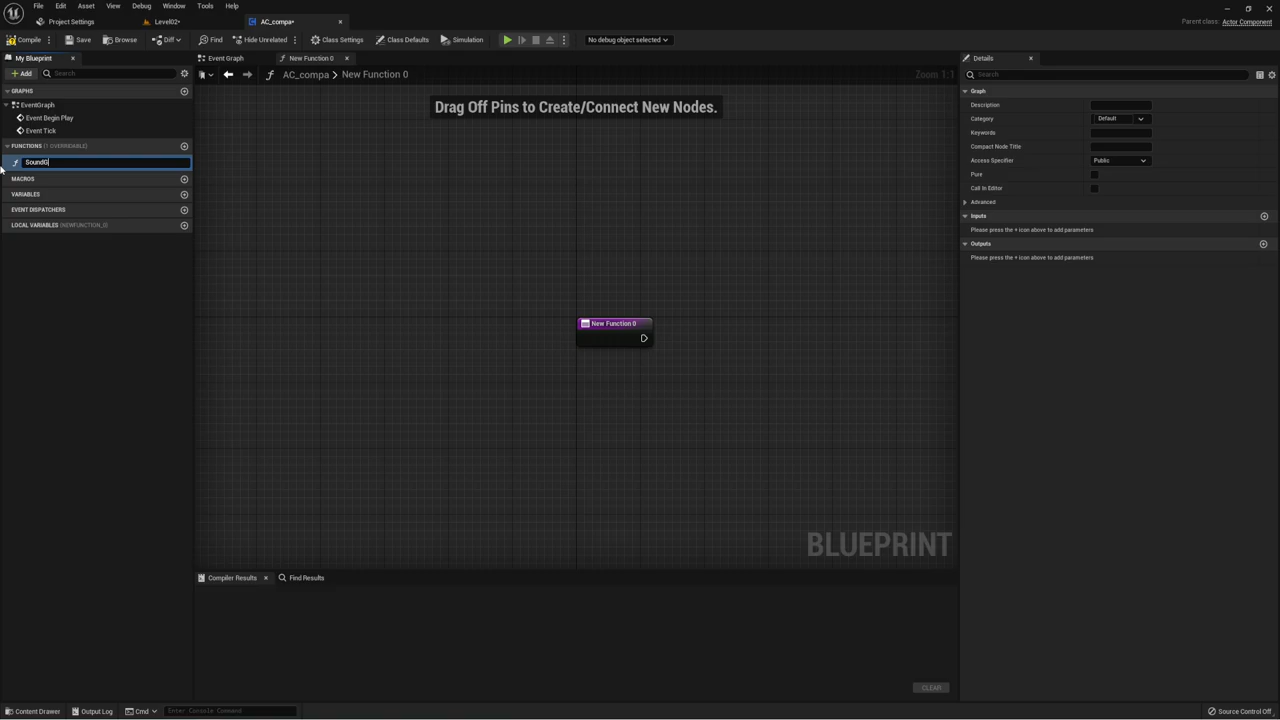 File Edit Asset View Debug Window Tools Help
Project Settings Level02* AC_compa* Parent class: Actor Component
Compile Save Browse Diff Find Hide Unrelated Class Settings Class Defaults Simulation No debug object selected
My Blueprint Event Graph New Function 0 Details
Add Search AC_compa New Function 0 Zoom 1:1 Search
GRAPHS
EventGraph
Event Begin Play
Event Tick
FUNCTIONS (1 OVERRIDABLE)
SoundG
MACROS
VARIABLES
EVENT DISPATCHERS
LOCAL VARIABLES (NEWFUNCTION_0)
Drag Off Pins to Create/Connect New Nodes.
New Function 0
BLUEPRINT
Graph
Description
Category Default
Keywords
Compact Node Title
Access Specifier Public
Pure
Call In Editor
Advanced
Inputs
Please press the + icon above to add parameters
Outputs
Please press the + icon above to add parameters
Compiler Results Find Results
CLEAR
Content Drawer Output Log Cmd Enter Console Command Source Control Off